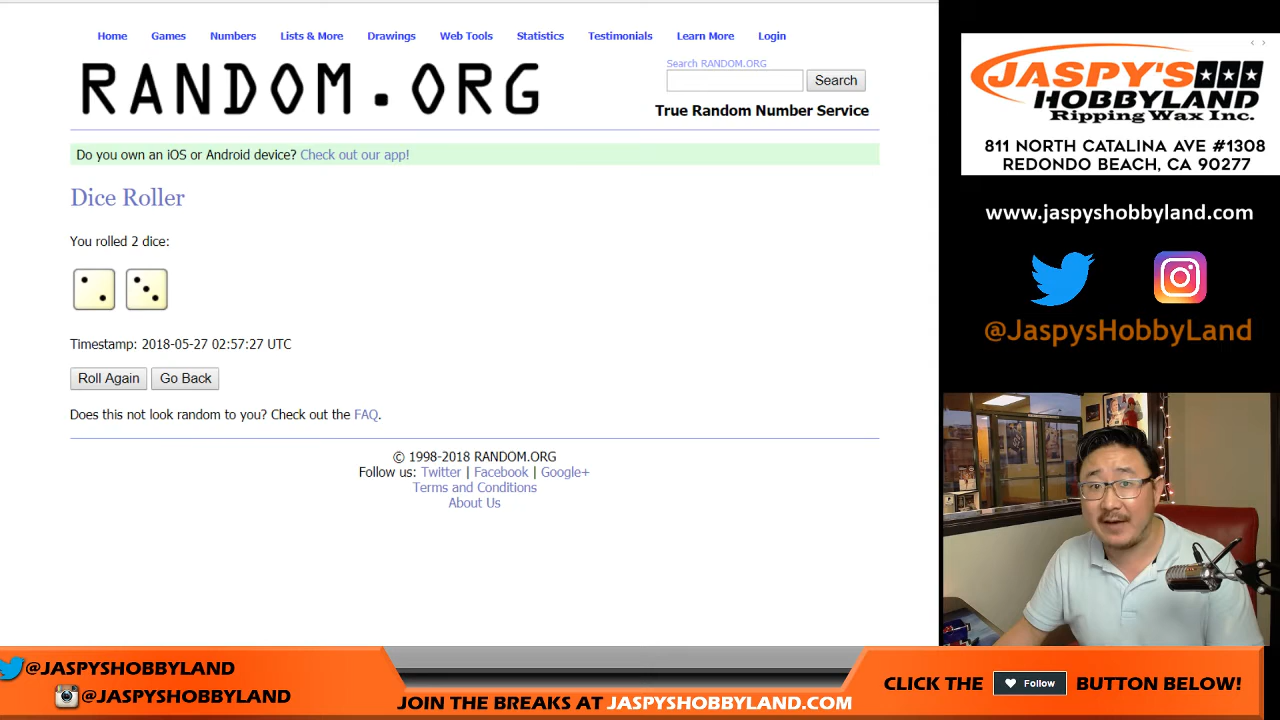 Home Games Numbers Lists & More Drawings Web Tools Statistics Testimonials Learn More Login
RANDOM.ORG
Search RANDOM.ORG
Search
True Random Number Service
Do you own an iOS or Android device? Check out our app!
Dice Roller
You rolled 2 dice:
Timestamp: 2018-05-27 02:57:27 UTC
Roll Again Go Back
Does this not look random to you? Check out the FAQ.
© 1998-2018 RANDOM.ORG
Follow us: Twitter | Facebook | Google+
Terms and Conditions
About Us
JASPY'S
HOBBYLAND
Ripping Wax Inc.
811 NORTH CATALINA AVE #1308
REDONDO BEACH, CA 90277
www.jaspyshobbyland.com
@JaspysHobbyLand
@JASPYSHOBBYLAND
@JASPYSHOBBYLAND
JOIN THE BREAKS AT JASPYSHOBBYLAND.COM
CLICK THE Follow BUTTON BELOW!